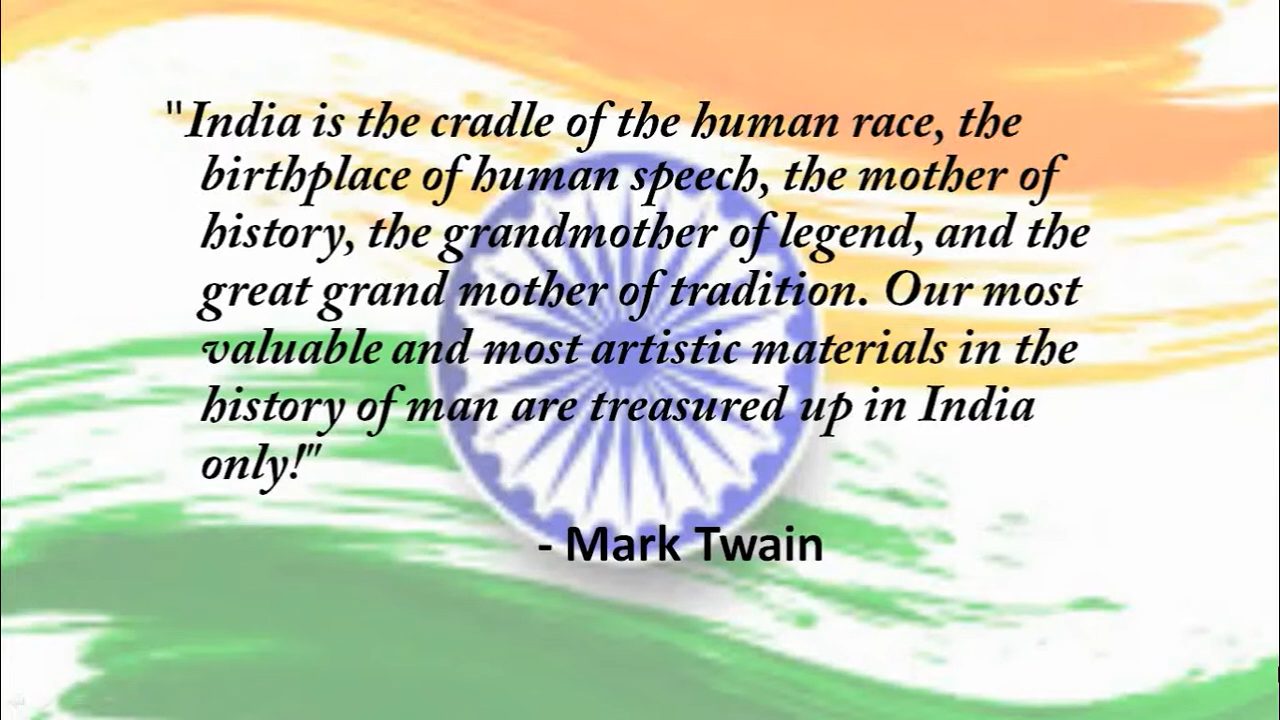 "India is the cradle of the human race, the
birthplace of human speech, the mother of
history, the grandmother of legend, and the
great grand mother of tradition. Our most
valuable and most artistic materials in the
history of man are treasured up in India
only!"
- Mark Twain